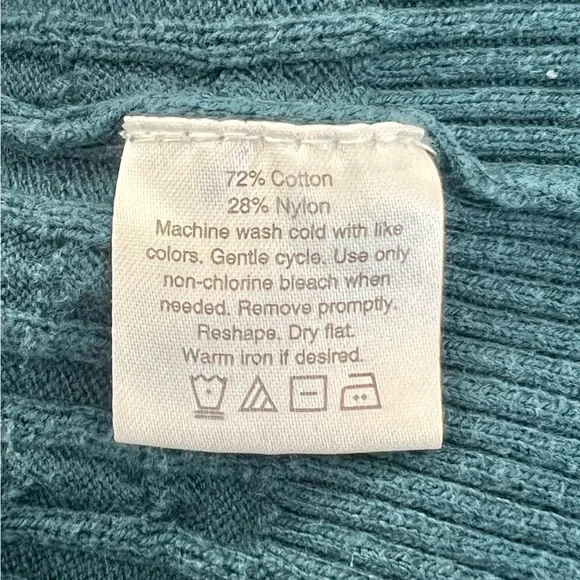 72% Cotton
28% Nylon
Machine wash cold with like
colors. Gentle cycle. Use only
non-chlorine bleach when
needed. Remove promptly.
Reshape. Dry flat.
Warm iron if desired.